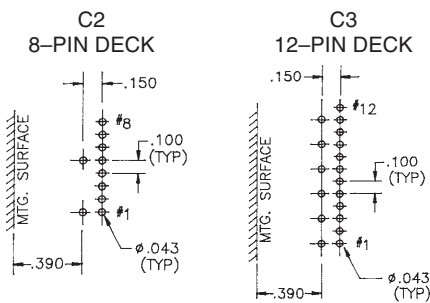 C2
8–PIN DECK
.150
#8
.100
(TYP)
MTG. SURFACE
#1
.390
ø.043
(TYP)
C3
12–PIN DECK
.150
#12
.100
(TYP)
MTG. SURFACE
#1
.390
ø.043
(TYP)